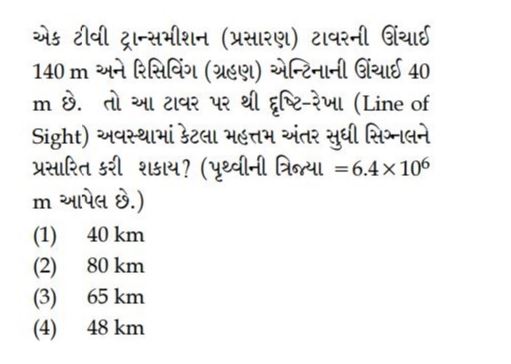 એક ટીવી ટ્રાન્સમીશન (પ્રસારણ) ટાવરની ઊંચાઈ
140 m અને રિસિવિંગ (ગ્રહણ) એન્ટિનાની ઊંચાઈ 40
m છે. તો આ ટાવર પર થી દૃષ્ટિ-રેખા (Line of
Sight) અવસ્થામાં કેટલા મહત્તમ અંતર સુધી સિગ્નલને
પ્રસારિત કરી શકાય? (પૃથ્વીની ત્રિજ્યા =6.4×10⁶
m આપેલ છે.)
(1) 40 km
(2) 80 km
(3) 65 km
(4) 48 km